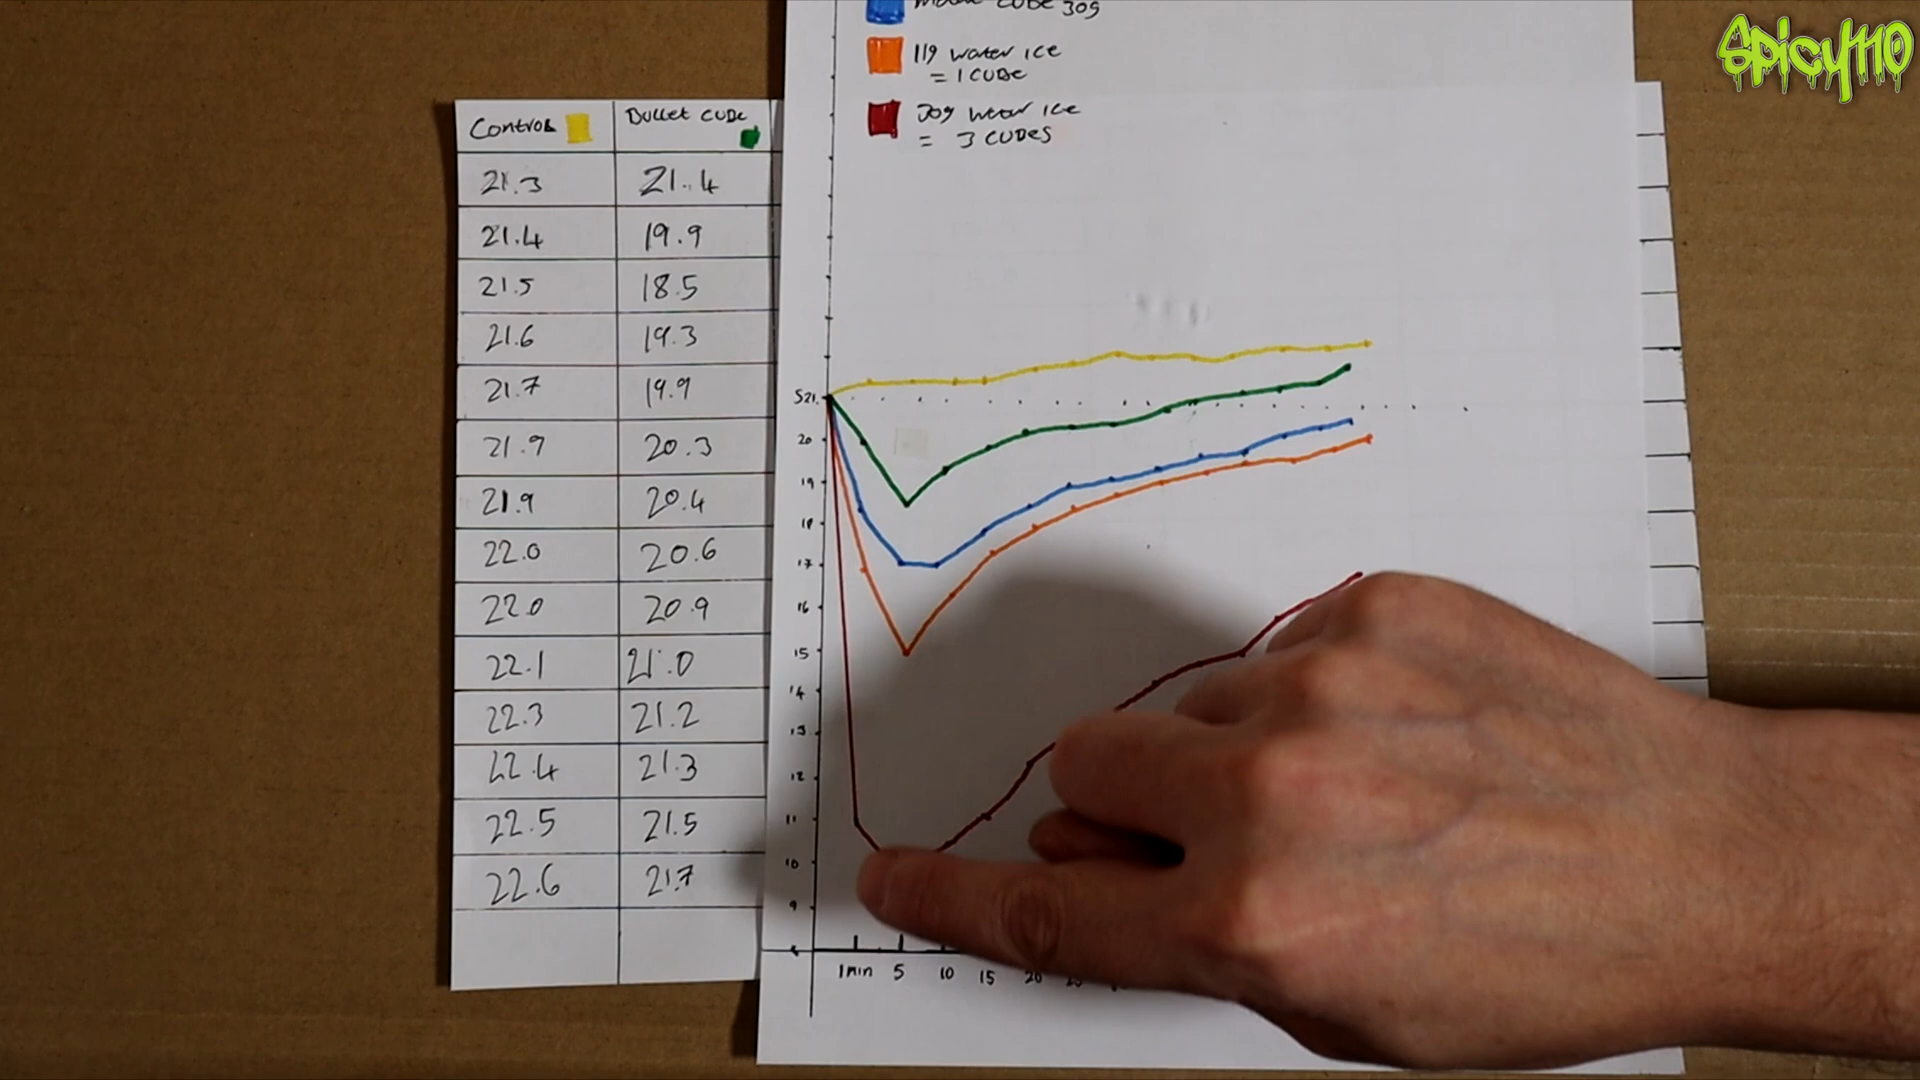 Spicy110
CUBE 30g
11g water ice
= 1 CUBE
30g water ice
= 3 CUBES
Control Bullet CUBE
21.3 21.4
21.4 19.9
21.5 18.5
21.6 19.3
21.7 19.9
21.9 20.3
21.9 20.4
22.0 20.6
22.0 20.9
22.1 21.0
22.3 21.2
22.4 21.3
22.5 21.5
22.6 21.7
S21.
20
19
18
17
16
15
14
13
12
11
10
9
1min 5 10 15 20